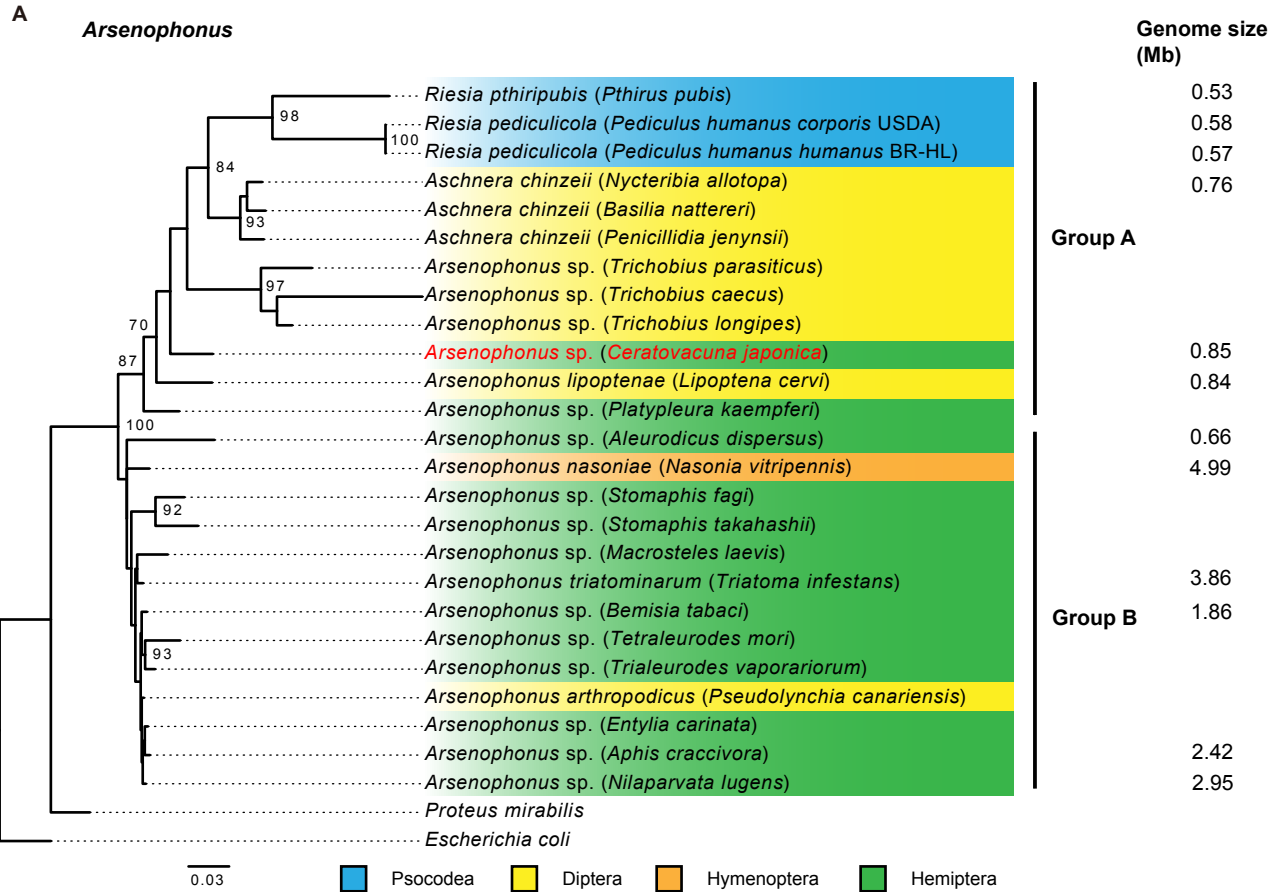 A
Arsenophonus
Genome size
(Mb)
Riesia pthiripubis (Pthirus pubis) 0.53
98
Riesia pediculicola (Pediculus humanus corporis USDA) 0.58
100
Riesia pediculicola (Pediculus humanus humanus BR-HL) 0.57
84
Aschnera chinzeii (Nycteribia allotopa) 0.76
Aschnera chinzeii (Basilia nattereri)
93
Aschnera chinzeii (Penicillidia jenynsii)
Group A
Arsenophonus sp. (Trichobius parasiticus)
97
Arsenophonus sp. (Trichobius caecus)
Arsenophonus sp. (Trichobius longipes)
70
Arsenophonus sp. (Ceratovacuna japonica) 0.85
87
Arsenophonus lipoptenae (Lipoptena cervi) 0.84
Arsenophonus sp. (Platypleura kaempferi)
100
Arsenophonus sp. (Aleurodicus dispersus) 0.66
Arsenophonus nasoniae (Nasonia vitripennis) 4.99
Arsenophonus sp. (Stomaphis fagi)
92
Arsenophonus sp. (Stomaphis takahashii)
Arsenophonus sp. (Macrosteles laevis)
Arsenophonus triatominarum (Triatoma infestans) 3.86
Arsenophonus sp. (Bemisia tabaci) 1.86
Group B
Arsenophonus sp. (Tetraleurodes mori)
93
Arsenophonus sp. (Trialeurodes vaporariorum)
Arsenophonus arthropodicus (Pseudolynchia canariensis)
Arsenophonus sp. (Entylia carinata)
Arsenophonus sp. (Aphis craccivora) 2.42
Arsenophonus sp. (Nilaparvata lugens) 2.95
Proteus mirabilis
Escherichia coli
0.03
Psocodea Diptera Hymenoptera Hemiptera